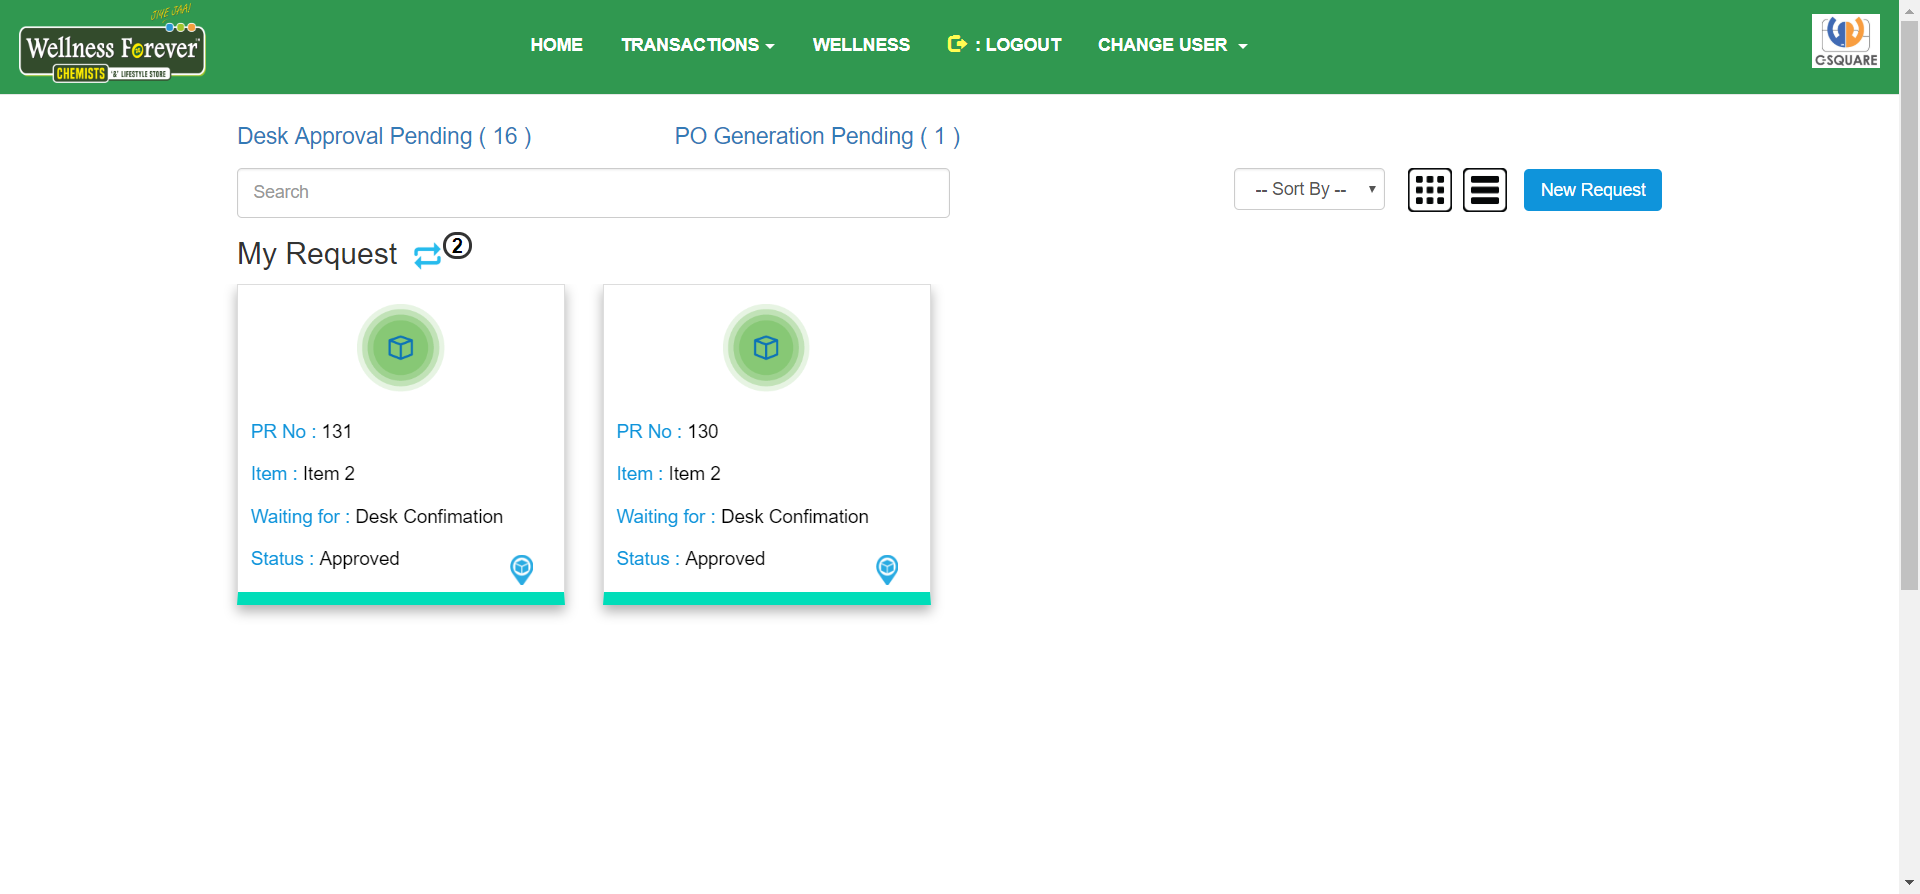 JIYE JAA!
Wellness Forever
CHEMISTS '&' LIFESTYLE STORE
HOME TRANSACTIONS WELLNESS : LOGOUT CHANGE USER
C-SQUARE
Desk Approval Pending ( 16 ) PO Generation Pending ( 1 )
Search -- Sort By -- New Request
My Request 2
PR No : 131
Item : Item 2
Waiting for : Desk Confimation
Status : Approved
PR No : 130
Item : Item 2
Waiting for : Desk Confimation
Status : Approved